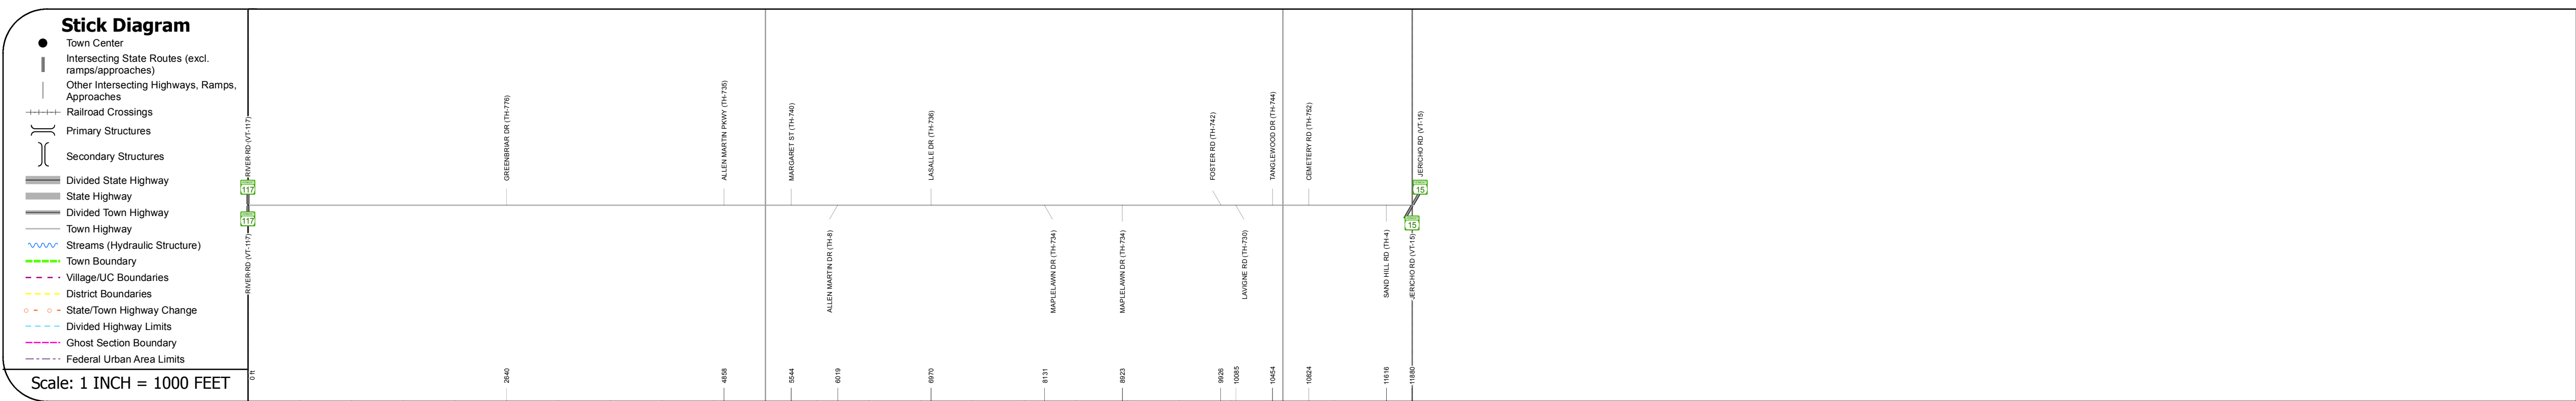 Stick Diagram
Town Center
Intersecting State Routes (excl.
ramps/approaches)
Other Intersecting Highways, Ramps,
Approaches
Railroad Crossings
Primary Structures
Secondary Structures
Divided State Highway
State Highway
Divided Town Highway
Town Highway
Streams (Hydraulic Structure)
Town Boundary
Village/UC Boundaries
District Boundaries
State/Town Highway Change
Divided Highway Limits
Ghost Section Boundary
Federal Urban Area Limits
Scale: 1 INCH = 1000 FEET
RIVER RD (VT-117)
GREENBRIAR DR (TH-776)
ALLEN MARTIN PKWY (TH-735)
MARGARET ST (TH-740)
LASALLE DR (TH-736)
FOSTER RD (TH-742)
TANGLEWOOD DR (TH-744)
CEMETERY RD (TH-752)
JERICHO RD (VT-15)
117
15
117
15
RIVER RD (VT-117)
ALLEN MARTIN DR (TH-8)
MAPLELAWN DR (TH-734)
MAPLELAWN DR (TH-734)
LAVIGNE RD (TH-730)
SAND HILL RD (TH-4)
JERICHO RD (VT-15)
0 ft
2640
4858
5544
6019
6970
8131
8923
9926
10085
10454
10824
11616
11880